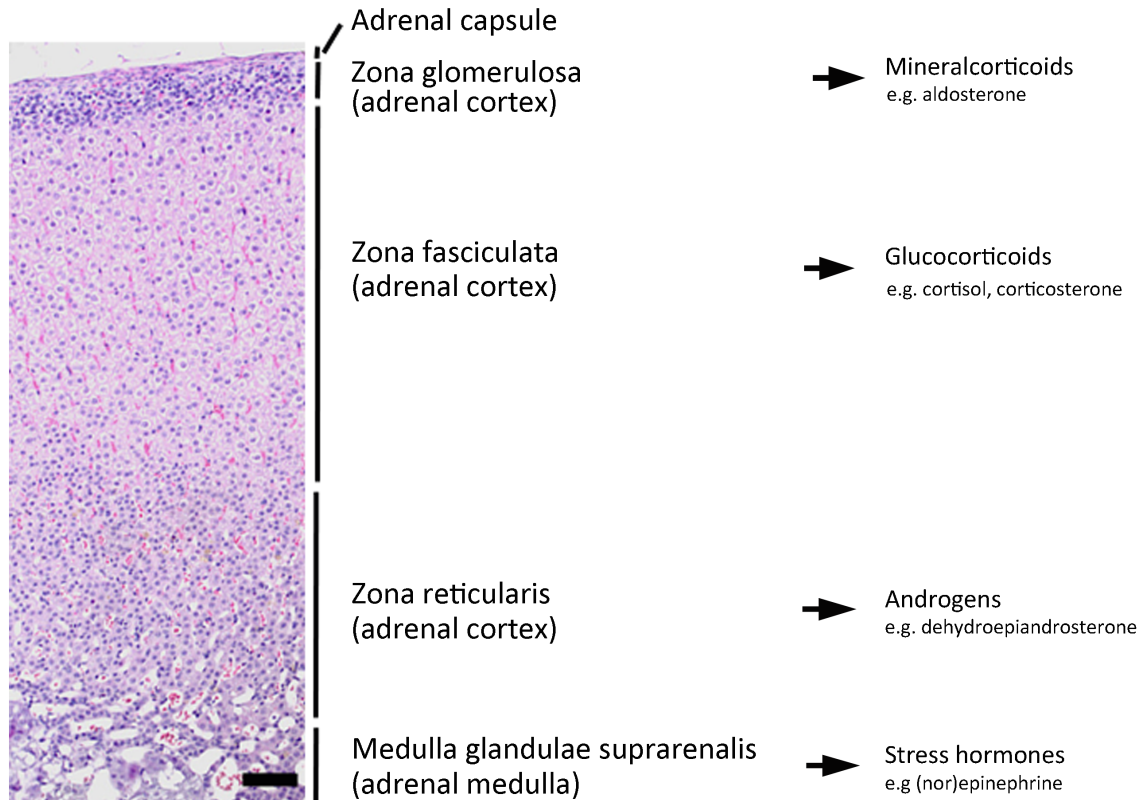 Adrenal capsule
Zona glomerulosa
(adrenal cortex)
Mineralcorticoids
e.g. aldosterone
Zona fasciculata
(adrenal cortex)
Glucocorticoids
e.g. cortisol, corticosterone
Zona reticularis
(adrenal cortex)
Androgens
e.g. dehydroepiandrosterone
Medulla glandulae suprarenalis
(adrenal medulla)
Stress hormones
e.g (nor)epinephrine